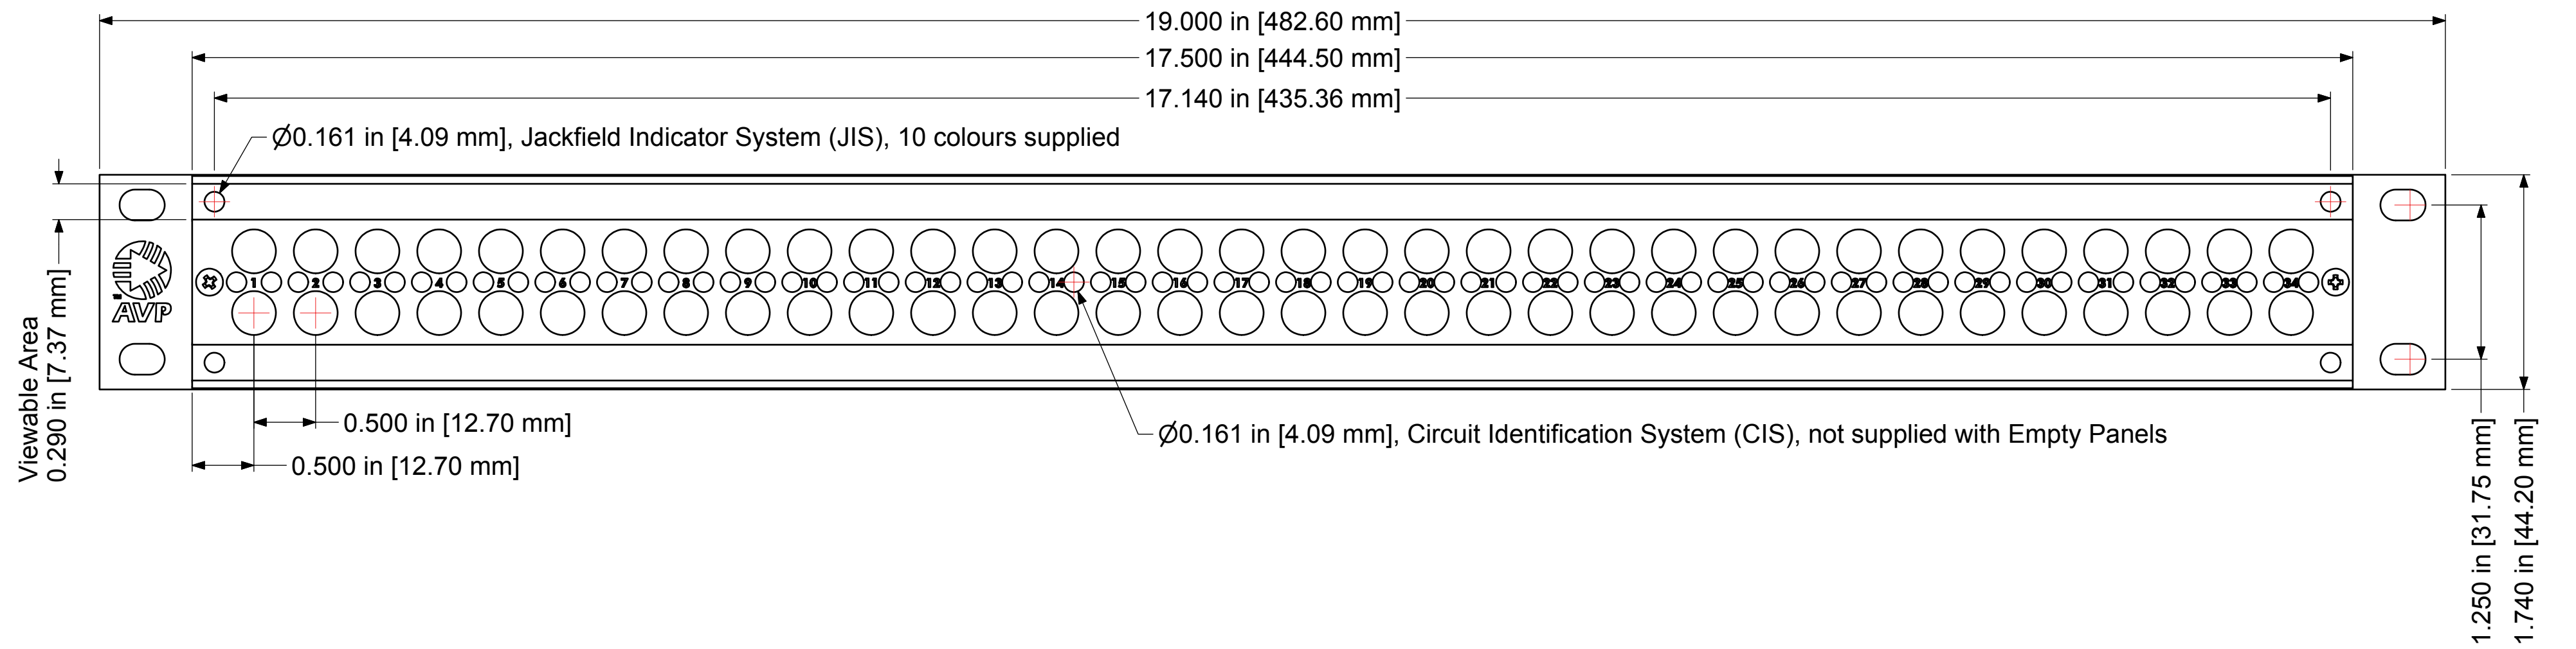 19.000 in [482.60 mm]
17.500 in [444.50 mm]
17.140 in [435.36 mm]
Ø0.161 in [4.09 mm], Jackfield Indicator System (JIS), 10 colours supplied
Viewable Area
0.290 in [7.37 mm]
™
AVP
1 2 3 4 5 6 7 8 9 10 11 12 13 14 15 16 17 18 19 20 21 22 23 24 25 26 27 28 29 30 31 32 33 34
0.500 in [12.70 mm]
0.500 in [12.70 mm]
Ø0.161 in [4.09 mm], Circuit Identification System (CIS), not supplied with Empty Panels
1.250 in [31.75 mm]
1.740 in [44.20 mm]